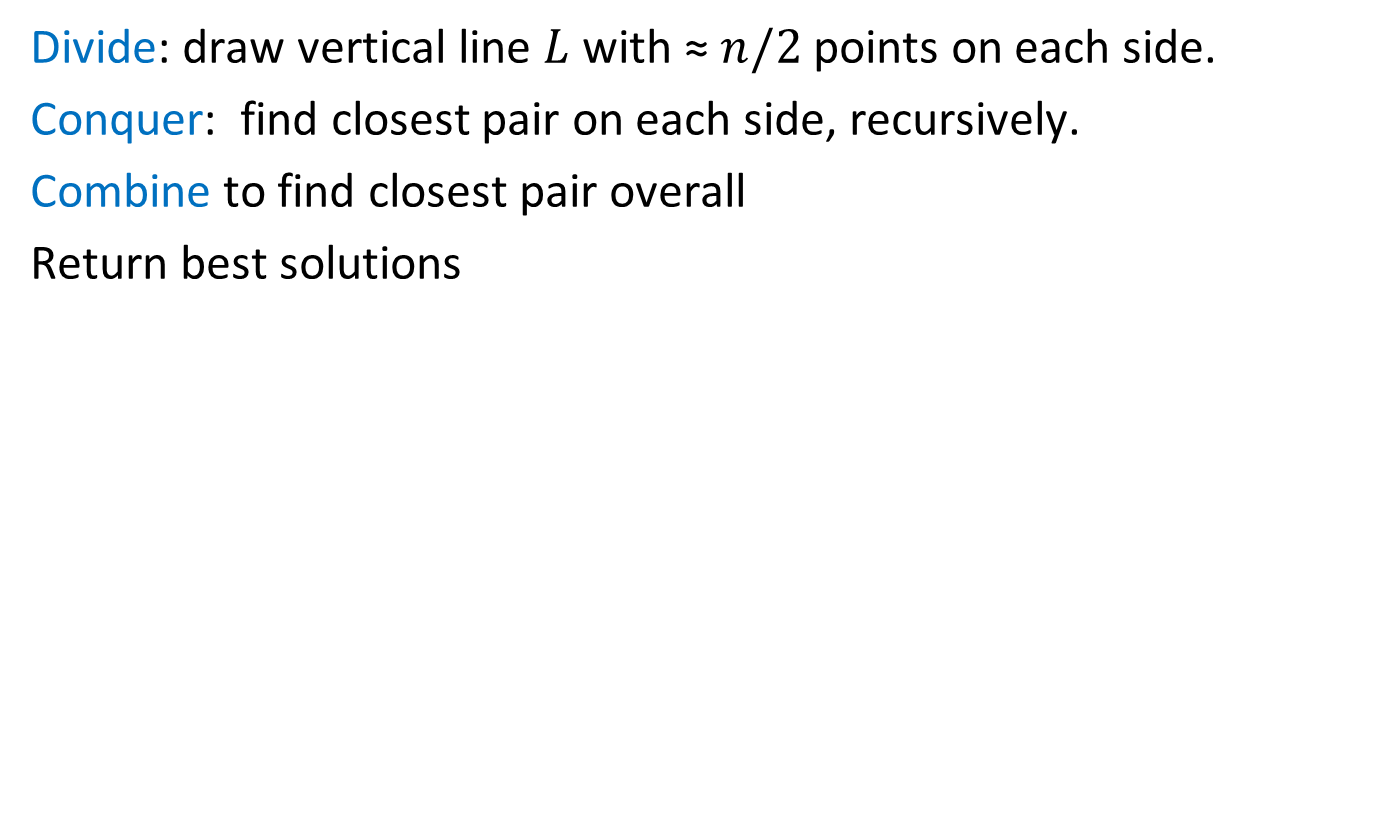 Divide: draw vertical line L with ≈ n/2 points on each side.
Conquer:  find closest pair on each side, recursively.
Combine to find closest pair overall
Return best solutions